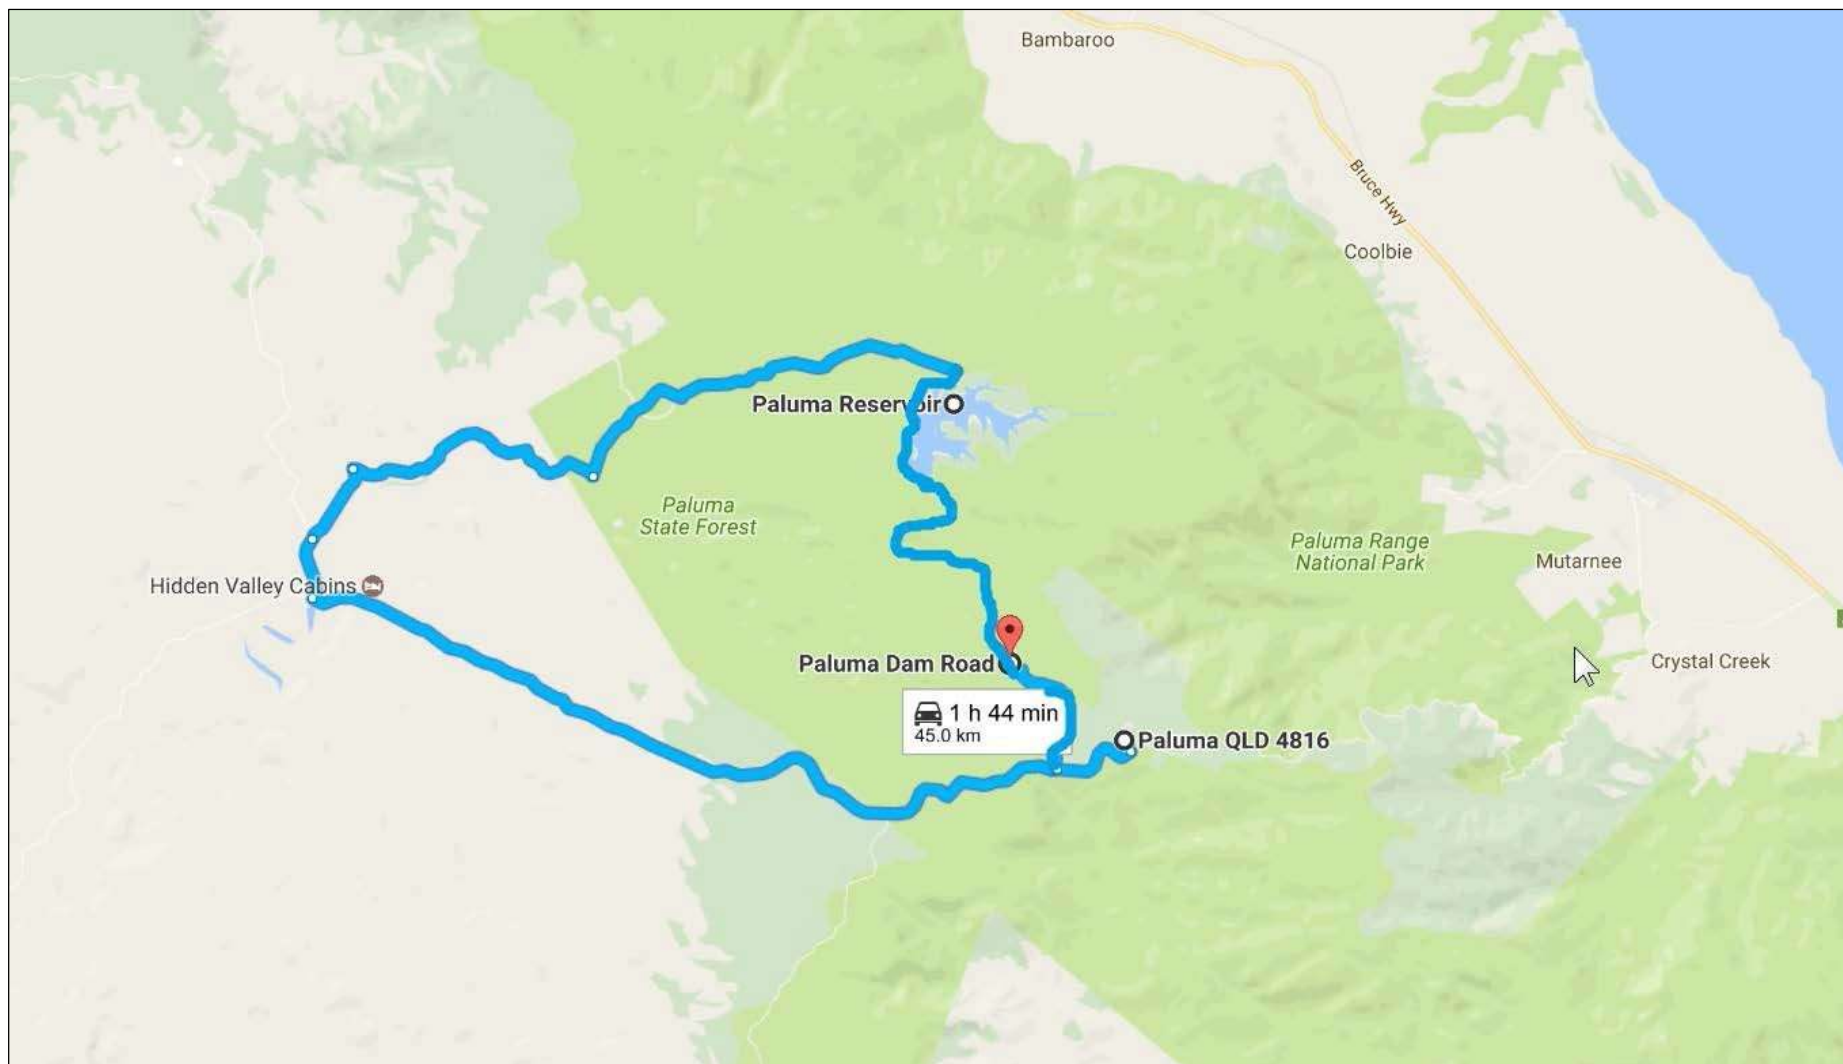 Bambaroo
Bruce Hwy
Coolbie
Paluma Reservoir
Paluma
State Forest
Paluma Range
National Park
Mutarnee
Hidden Valley Cabins
Paluma Dam Road
Crystal Creek
1 h 44 min
45.0 km
Paluma QLD 4816